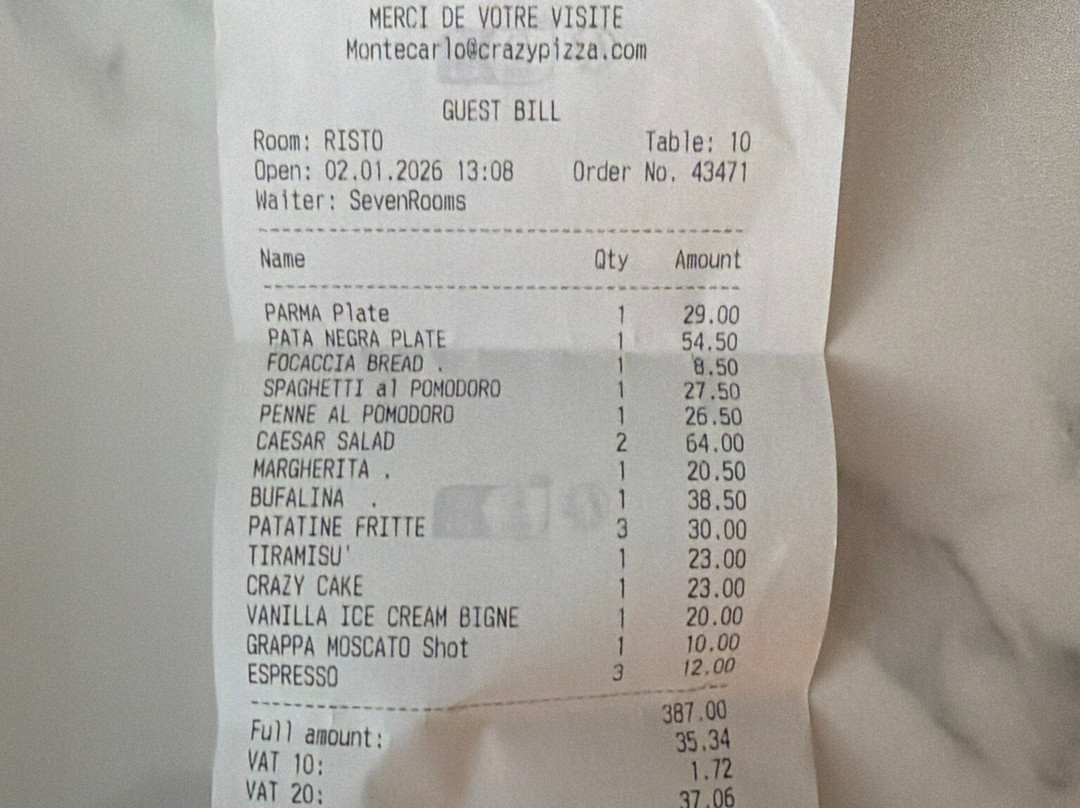 MERCI DE VOTRE VISITE
Montecarlo@crazypizza.com
GUEST BILL
Room: RISTO Table: 10
Open: 02.01.2026 13:08 Order No. 43471
Waiter: SevenRooms
Name Qty Amount
PARMA Plate 1 29.00
PATA NEGRA PLATE 1 54.50
FOCACCIA BREAD . 1 8.50
SPAGHETTI al POMODORO 1 27.50
PENNE AL POMODORO 1 26.50
CAESAR SALAD 2 64.00
MARGHERITA . 1 20.50
BUFALINA . 1 38.50
PATATINE FRITTE 3 30.00
TIRAMISU' 1 23.00
CRAZY CAKE 1 23.00
VANILLA ICE CREAM BIGNE 1 20.00
GRAPPA MOSCATO Shot 1 10.00
ESPRESSO 3 12.00
Full amount: 387.00
VAT 10: 35.34
VAT 20: 1.72
37.06